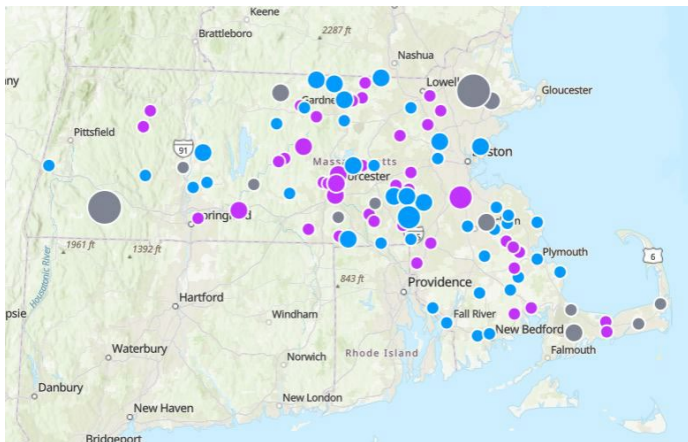 Keene
Brattleboro
2287 ft
Nashua
Lowell
Gardner
Gloucester
Pittsfield
91
Massachusetts
Worcester
Springfield
1961 ft
1392 ft
Housatonic River
Plymouth
6
843 ft
Providence
Hartford
Windham
Fall River
New Bedford
Falmouth
Rhode Island
Waterbury
Norwich
Danbury
New London
New Haven
Bridgeport